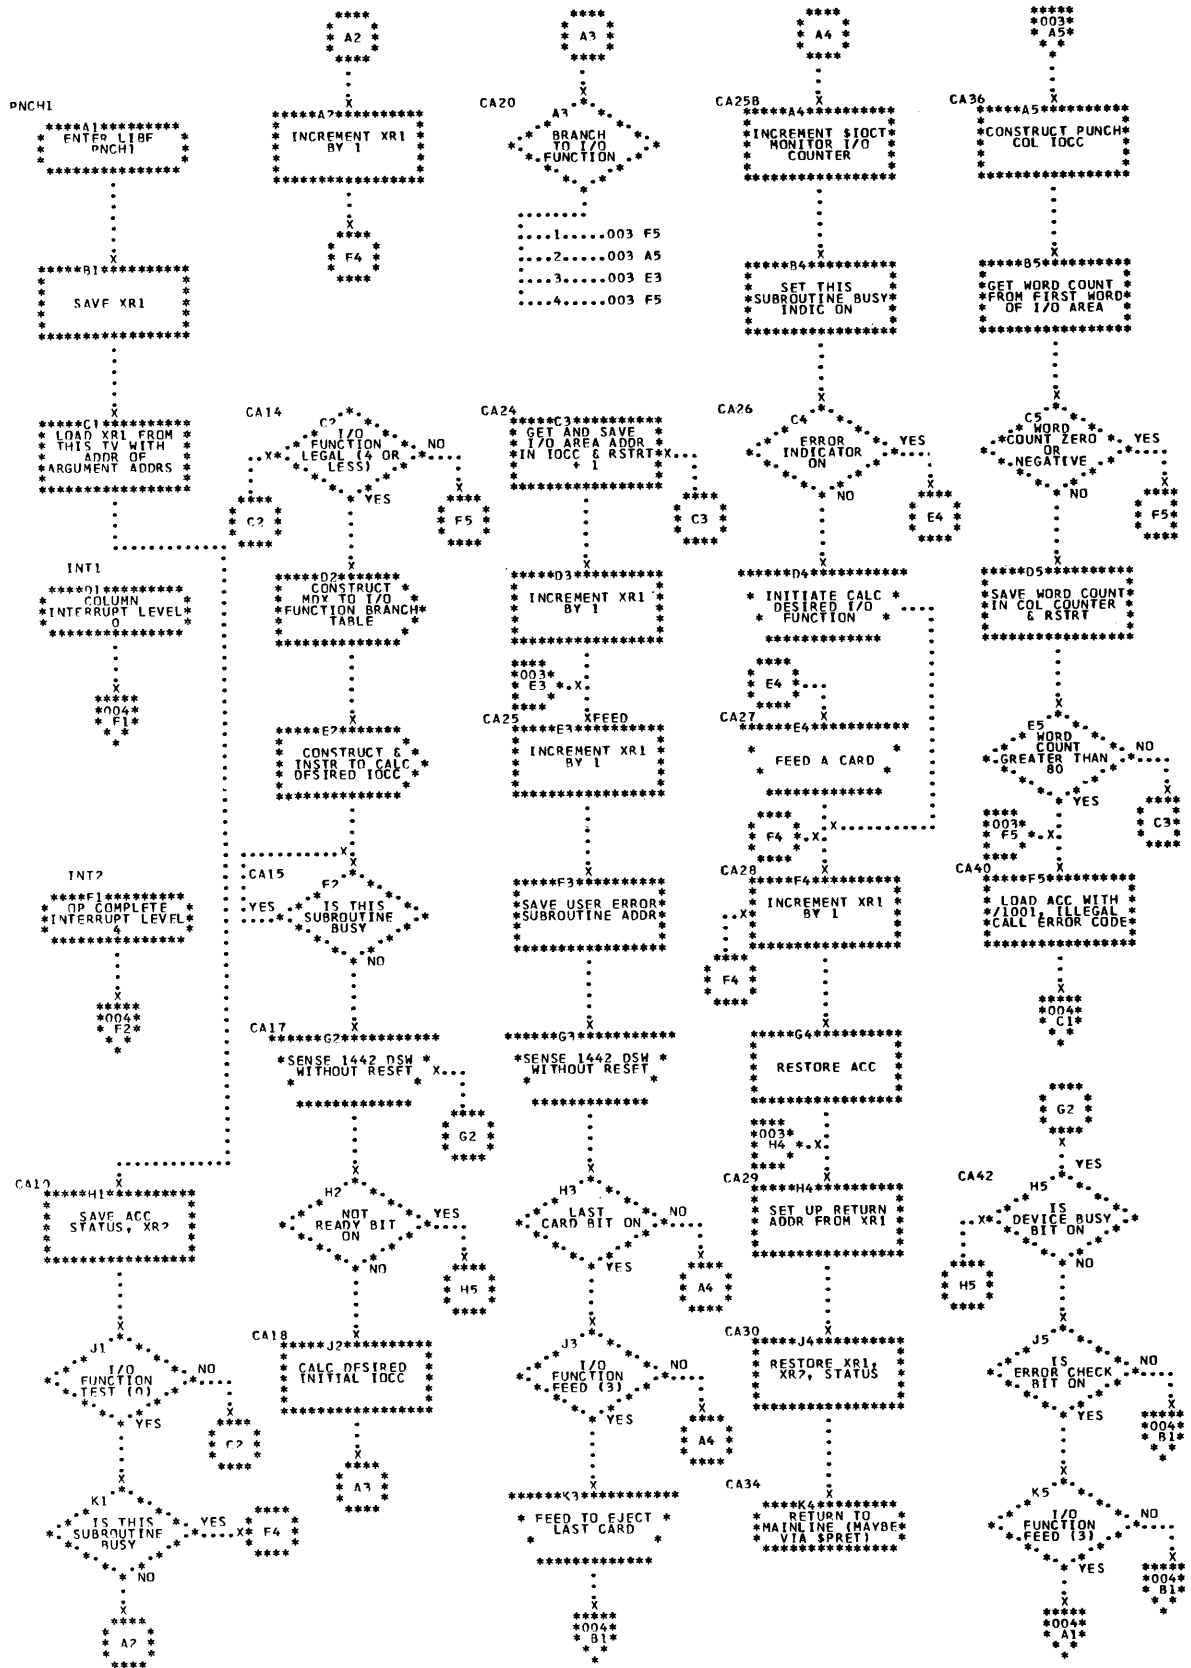 A2
A3
A4
003
A5
PNCH1
A1
ENTER LIBF
PNCH1
A2
INCREMENT XR1
BY 1
CA20
A3
BRANCH
TO I/O
FUNCTION
CA25B
A4
INCREMENT $IOCT
MONITOR I/O
COUNTER
CA36
A5
CONSTRUCT PUNCH
COL IOCC
F4
1.....003 F5
2.....003 A5
3.....003 E3
4.....003 F5
B1
SAVE XR1
B4
SET THIS
SUBROUTINE BUSY
INDIC ON
B5
GET WORD COUNT
FROM FIRST WORD
OF I/O AREA
C1
LOAD XR1 FROM
THIS TV WITH
ADDR OF
ARGUMENT ADDRS
CA14
C2
I/O
FUNCTION
LEGAL (4 OR
LESS)
NO
YES
C2
F5
CA24
C3
GET AND SAVE
I/O AREA ADDR
IN IOCC & RSTRT
+ 1
C3
CA26
C4
ERROR
INDICATOR
ON
YES
NO
E4
C5
WORD
COUNT ZERO
OR
NEGATIVE
YES
NO
F5
INT1
D1
COLUMN
INTERRUPT LEVEL
0
D2
CONSTRUCT
MDX TO I/O
FUNCTION BRANCH
TABLE
D3
INCREMENT XR1
BY 1
D4
INITIATE CALC
DESIRED I/O
FUNCTION
D5
SAVE WORD COUNT
IN COL COUNTER
& RSTRT
004
F1
003
E3
E4
CA25
FEED
E3
INCREMENT XR1
BY 1
CA27
E4
FEED A CARD
E2
CONSTRUCT &
INSTR TO CALC
DESIRED IOCC
E5
WORD
COUNT
GREATER THAN
80
NO
YES
C3
F4
003
F5
INT2
F1
OP COMPLETE
INTERRUPT LEVEL
4
CA15
F2
IS THIS
SUBROUTINE
BUSY
YES
NO
F3
SAVE USER ERROR
SUBROUTINE ADDR
CA28
F4
INCREMENT XR1
BY 1
F4
CA40
F5
LOAD ACC WITH
/1001, ILLEGAL
CALL ERROR CODE
004
F2
004
C1
CA17
G2
SENSE 1442 DSW
WITHOUT RESET
G2
G3
SENSE 1442 DSW
WITHOUT RESET
G4
RESTORE ACC
003
H4
G2
CA10
H1
SAVE ACC
STATUS, XR2
H2
NOT
READY BIT
ON
YES
NO
H5
H3
LAST
CARD BIT ON
NO
YES
A4
CA29
H4
SET UP RETURN
ADDR FROM XR1
CA42
YES
H5
IS
DEVICE BUSY
BIT ON
NO
H5
J1
I/O
FUNCTION
TEST (0)
NO
YES
C2
CA18
J2
CALC DESIRED
INITIAL IOCC
A3
J3
I/O
FUNCTION
FEED (3)
NO
YES
A4
CA30
J4
RESTORE XR1,
XR2, STATUS
J5
IS
ERROR CHECK
BIT ON
NO
YES
004
B1
K1
IS THIS
SUBROUTINE
BUSY
YES
NO
F4
K3
FEED TO EJECT
LAST CARD
CA34
K4
RETURN TO
MAINLINE (MAYBE
VIA $PRET)
K5
I/O
FUNCTION
FEED (3)
NO
YES
004
B1
A2
004
B1
004
A1